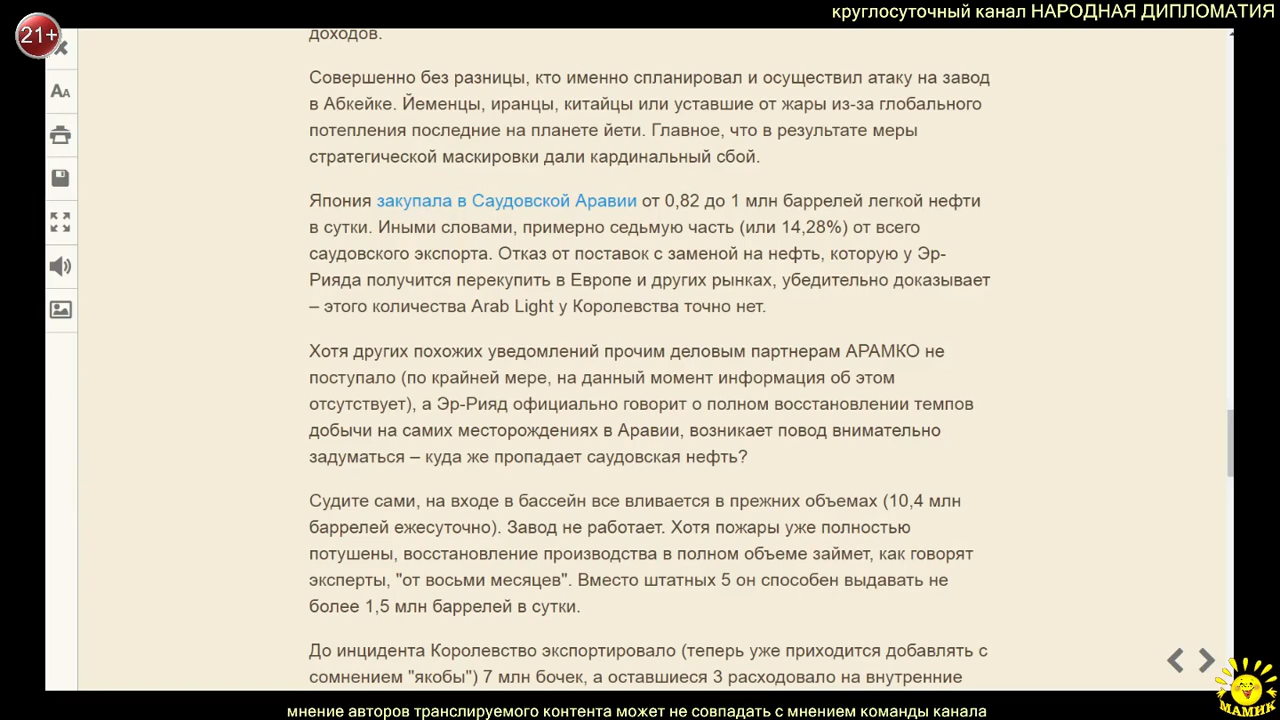 круглосуточный канал НАРОДНАЯ ДИПЛОМАТИЯ
21+
доходов.
Совершенно без разницы, кто именно спланировал и осуществил атаку на завод
в Абкейке. Йеменцы, иранцы, китайцы или уставшие от жары из-за глобального
потепления последние на планете йети. Главное, что в результате меры
стратегической маскировки дали кардинальный сбой.
Япония закупала в Саудовской Аравии от 0,82 до 1 млн баррелей легкой нефти
в сутки. Иными словами, примерно седьмую часть (или 14,28%) от всего
саудовского экспорта. Отказ от поставок с заменой на нефть, которую у Эр-
Рияда получится перекупить в Европе и других рынках, убедительно доказывает
– этого количества Arab Light у Королевства точно нет.
Хотя других похожих уведомлений прочим деловым партнерам АРАМКО не
поступало (по крайней мере, на данный момент информация об этом
отсутствует), а Эр-Рияд официально говорит о полном восстановлении темпов
добычи на самих месторождениях в Аравии, возникает повод внимательно
задуматься – куда же пропадает саудовская нефть?
Судите сами, на входе в бассейн все вливается в прежних объемах (10,4 млн
баррелей ежесуточно). Завод не работает. Хотя пожары уже полностью
потушены, восстановление производства в полном объеме займет, как говорят
эксперты, "от восьми месяцев". Вместо штатных 5 он способен выдавать не
более 1,5 млн баррелей в сутки.
До инцидента Королевство экспортировало (теперь уже приходится добавлять с
сомнением "якобы") 7 млн бочек, а оставшиеся 3 расходовало на внутренние
МАМИК
мнение авторов транслируемого контента может не совпадать с мнением команды канала